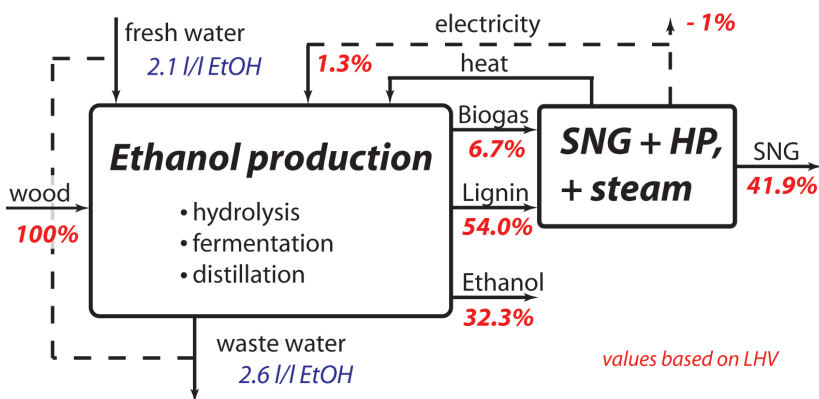 fresh water
2.1 l/l EtOH
electricity
- 1%
1.3%
heat
Ethanol production
• hydrolysis
• fermentation
• distillation
wood
100%
Biogas
6.7%
Lignin
54.0%
Ethanol
32.3%
SNG + HP,
+ steam
SNG
41.9%
waste water
2.6 l/l EtOH
values based on LHV